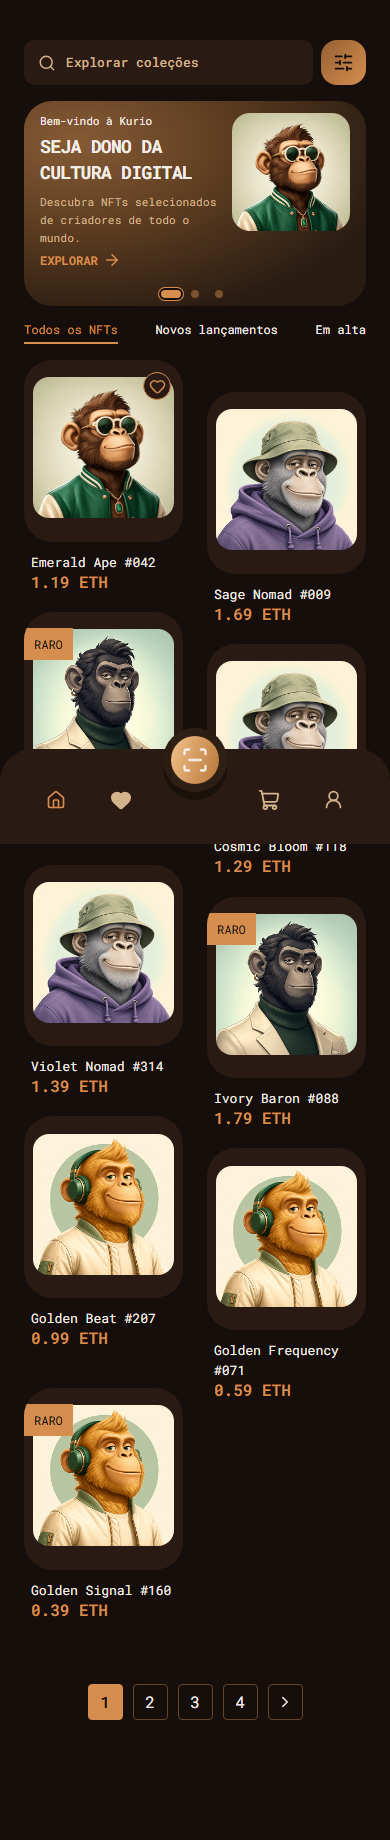 Explorar coleções
Bem-vindo à Kurio
SEJA DONO DA
CULTURA DIGITAL
Descubra NFTs selecionados
de criadores de todo o
mundo.
EXPLORAR
Todos os NFTs
Novos lançamentos
Em alta
Emerald Ape #042
1.19 ETH
Sage Nomad #009
1.69 ETH
RARO
Cosmic Bloom #118
1.29 ETH
Violet Nomad #314
1.39 ETH
RARO
Ivory Baron #088
1.79 ETH
Golden Beat #207
0.99 ETH
Golden Frequency
#071
0.59 ETH
RARO
Golden Signal #160
0.39 ETH
1
2
3
4